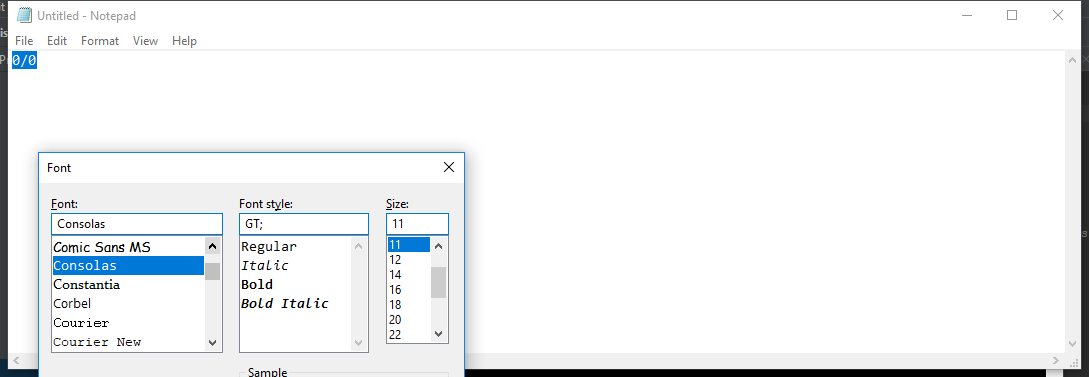 Untitled - Notepad
File Edit Format View Help
0/0
Font
Font: Font style: Size:
Consolas GT; 11
Comic Sans MS
Consolas
Constantia
Corbel
Courier
Courier New
Regular
Italic
Bold
Bold Italic
11
12
14
16
18
20
22
Sample